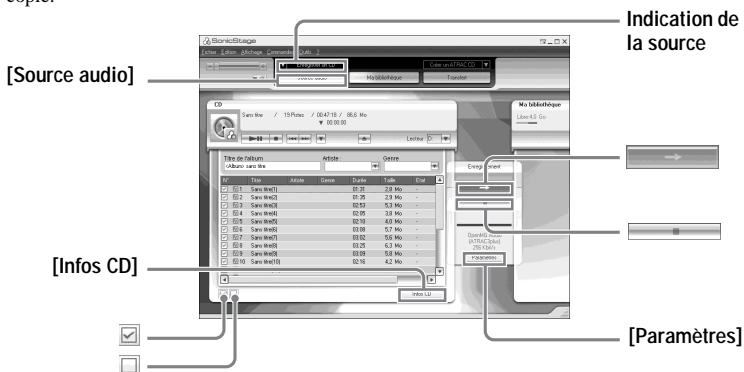 copie.
Indication de
la source
SonicStage
Fichier Edition Affichage Commandes Outils ?
Enregistrer un CD
Créer un ATRAC CD
[Source audio]
Source audio
Ma bibliothèque
Transfert
CD
Ma bibliothèque
Sans titre / 19 Pistes / 00:47:18 / 86,6 Mo
Libre:4.9 Go
00:00:00
Lecteur D:
Titre de l'album
Artiste :
Genre
<Album> sans titre
Enregistrement
N° Titre Artiste Genre Durée Taille Etat
1 Sans titre(1) 01:31 2,8 Mo -
2 Sans titre(2) 01:35 2,9 Mo -
3 Sans titre(3) 02:53 5,3 Mo -
4 Sans titre(4) 02:05 3,8 Mo -
5 Sans titre(5) 02:10 4,0 Mo -
6 Sans titre(6) 03:08 5,7 Mo -
7 Sans titre(7) 03:02 5,6 Mo -
8 Sans titre(8) 03:25 6,3 Mo -
9 Sans titre(9) 03:09 5,8 Mo -
10 Sans titre(10) 02:16 4,2 Mo -
OpenMG Audio
(ATRAC3plus)
256 Kbit/s
Paramètres
[Infos CD]
Infos CD
[Paramètres]